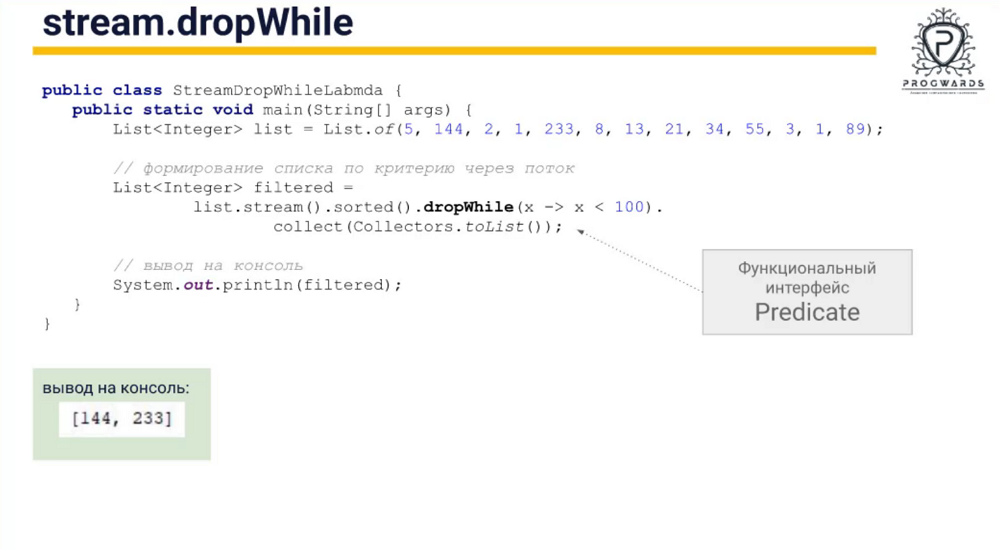 stream.dropWhile
PROGWARDS
public class StreamDropWhileLabmda {
public static void main(String[] args) {
List<Integer> list = List.of(5, 144, 2, 1, 233, 8, 13, 21, 34, 55, 3, 1, 89);
// формирование списка по критерию через поток
List<Integer> filtered =
list.stream().sorted().dropWhile(x -> x < 100).
collect(Collectors.toList());
// вывод на консоль
System.out.println(filtered);
}
}
Функциональный
интерфейс
Predicate
вывод на консоль:
[144, 233]